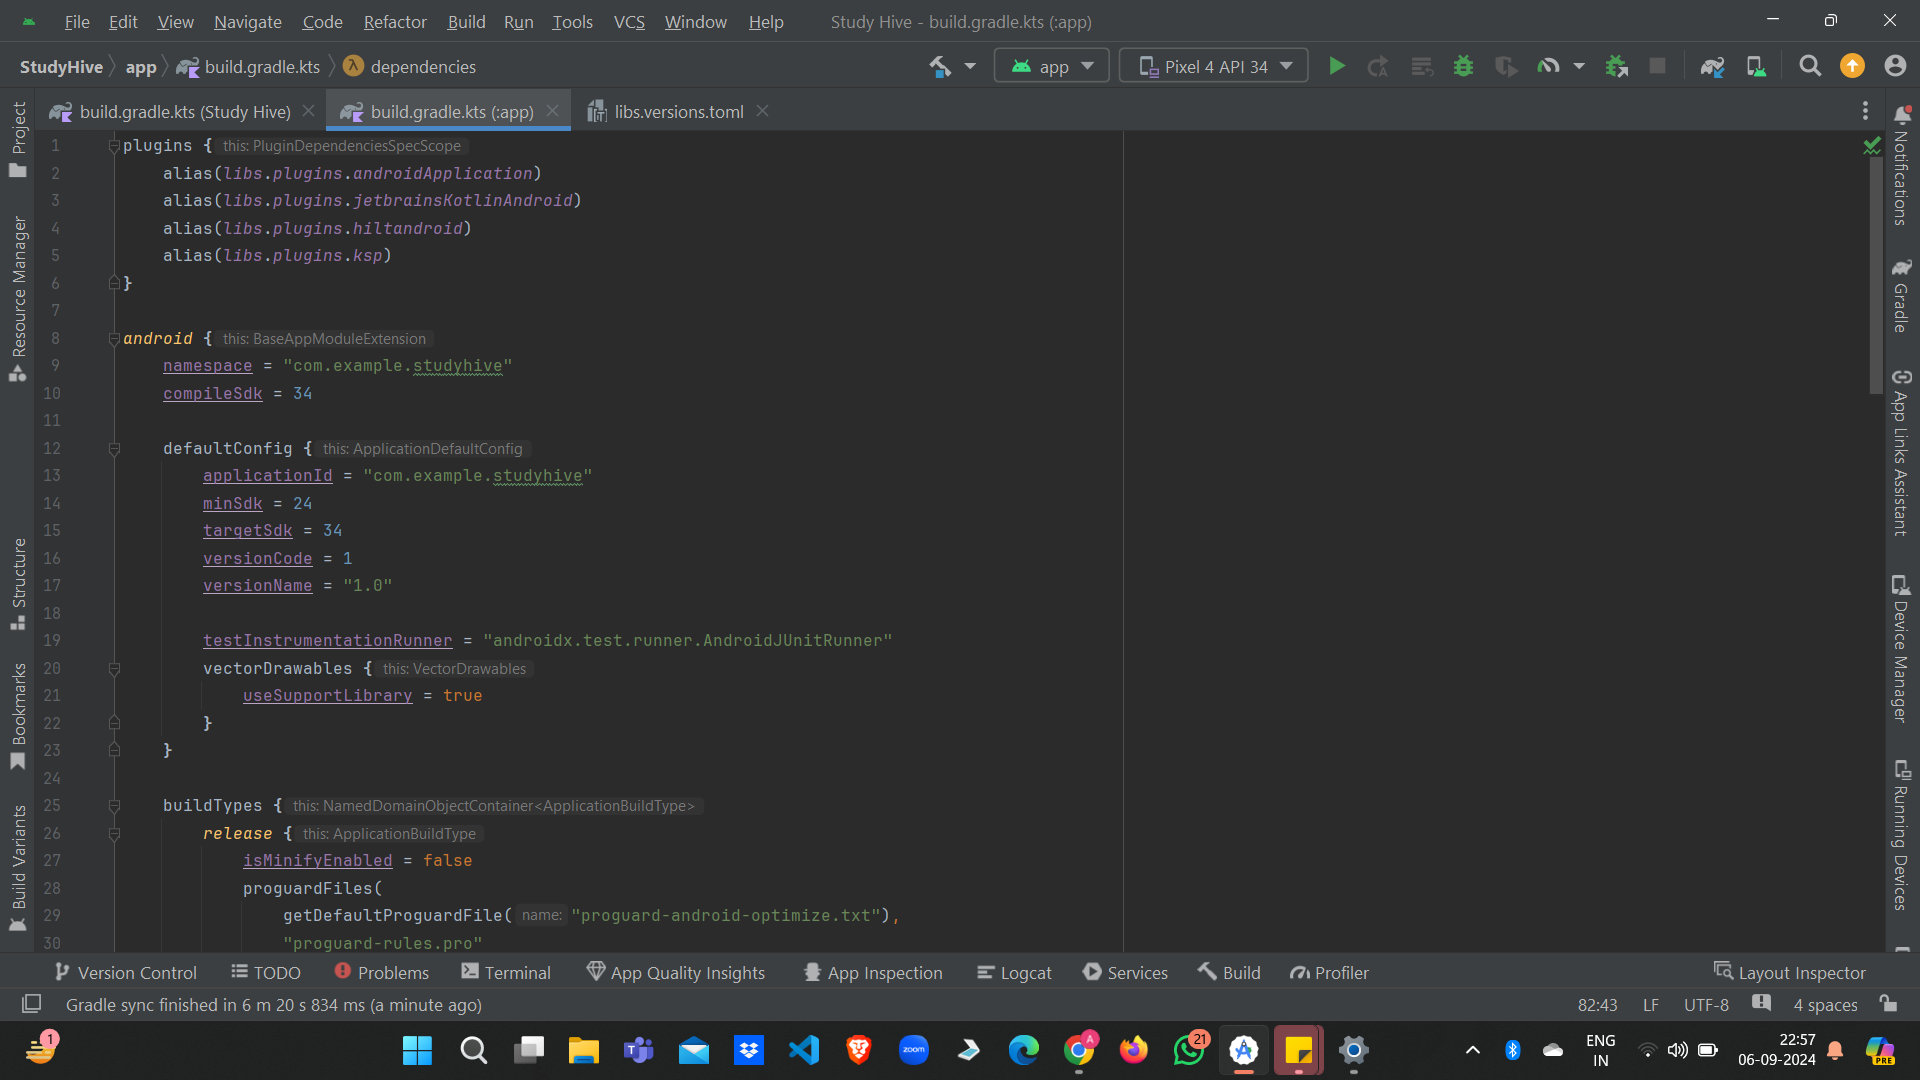 File Edit View Navigate Code Refactor Build Run Tools VCS Window Help Study Hive - build.gradle.kts (:app)
StudyHive app build.gradle.kts dependencies app Pixel 4 API 34
build.gradle.kts (Study Hive) build.gradle.kts (:app) libs.versions.toml
1 plugins { this: PluginDependenciesSpecScope
2 alias(libs.plugins.androidApplication)
3 alias(libs.plugins.jetbrainsKotlinAndroid)
4 alias(libs.plugins.hiltandroid)
5 alias(libs.plugins.ksp)
6 }
7
8 android { this: BaseAppModuleExtension
9 namespace = "com.example.studyhive"
10 compileSdk = 34
11
12 defaultConfig { this: ApplicationDefaultConfig
13 applicationId = "com.example.studyhive"
14 minSdk = 24
15 targetSdk = 34
16 versionCode = 1
17 versionName = "1.0"
18
19 testInstrumentationRunner = "androidx.test.runner.AndroidJUnitRunner"
20 vectorDrawables { this: VectorDrawables
21 useSupportLibrary = true
22 }
23 }
24
25 buildTypes { this: NamedDomainObjectContainer<ApplicationBuildType>
26 release { this: ApplicationBuildType
27 isMinifyEnabled = false
28 proguardFiles(
29 getDefaultProguardFile( name: "proguard-android-optimize.txt"),
30 "proguard-rules.pro"
Project
Resource Manager
Structure
Bookmarks
Build Variants
Notifications
Gradle
App Links Assistant
Device Manager
Running Devices
Version Control TODO Problems Terminal App Quality Insights App Inspection Logcat Services Build Profiler Layout Inspector
Gradle sync finished in 6 m 20 s 834 ms (a minute ago) 82:43 LF UTF-8 4 spaces
1 zoom A 21 ENG 22:57
IN 06-09-2024 PRE